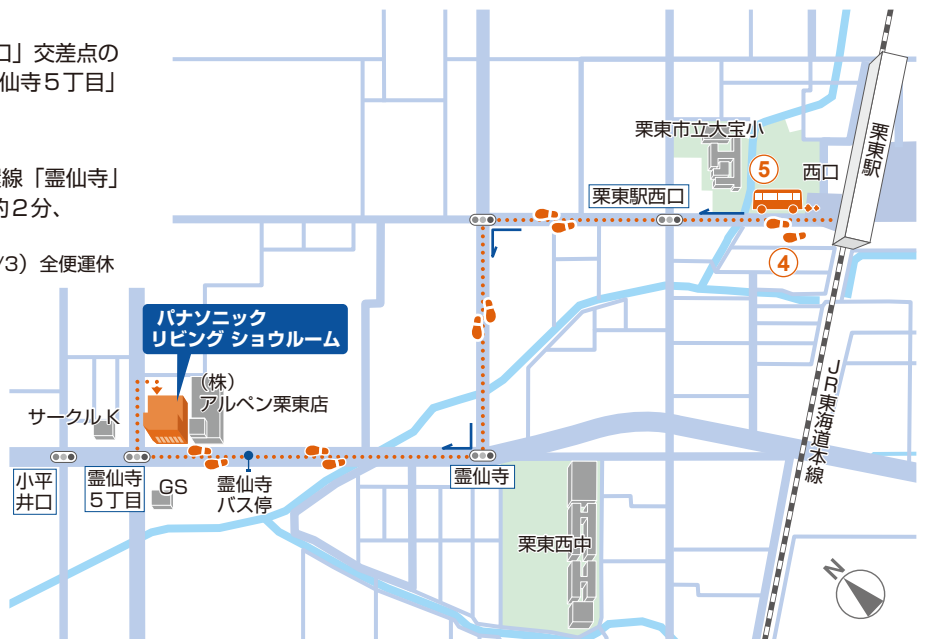 口」交差点の
仙寺5丁目」
線「霊仙寺」
約2分、
/3）全便運休
栗東市立大宝小
栗東駅
⑤
西口
栗東駅西口
④
パナソニック
リビング ショウルーム
（株）
アルペン栗東店
サークルK
JR東海道本線
小平
井口
霊仙寺
5丁目
GS
霊仙寺
バス停
霊仙寺
栗東西中
N